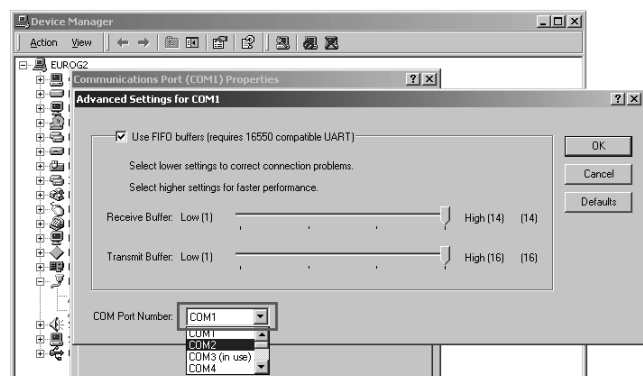 Device Manager
Action View
EUROG2
Communications Port (COM1) Properties
Advanced Settings for COM1
Use FIFO buffers (requires 16550 compatible UART)
OK
Select lower settings to correct connection problems.
Cancel
Select higher settings for faster performance.
Defaults
Receive Buffer: Low (1) High (14) (14)
Transmit Buffer: Low (1) High (16) (16)
COM Port Number: COM1
COM1
COM2
COM3 (in use)
COM4